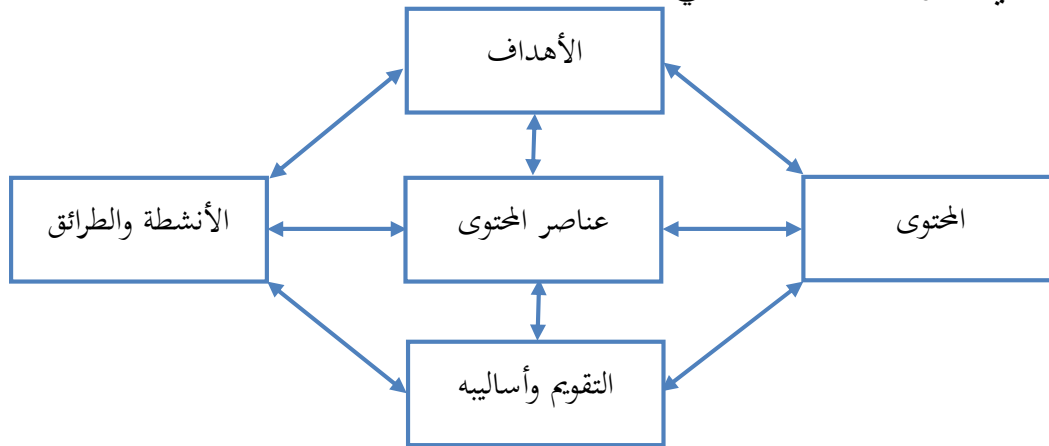 الأهداف
المحتوى
عناصر المحتوى
الأنشطة والطرائق
التقويم وأساليبه